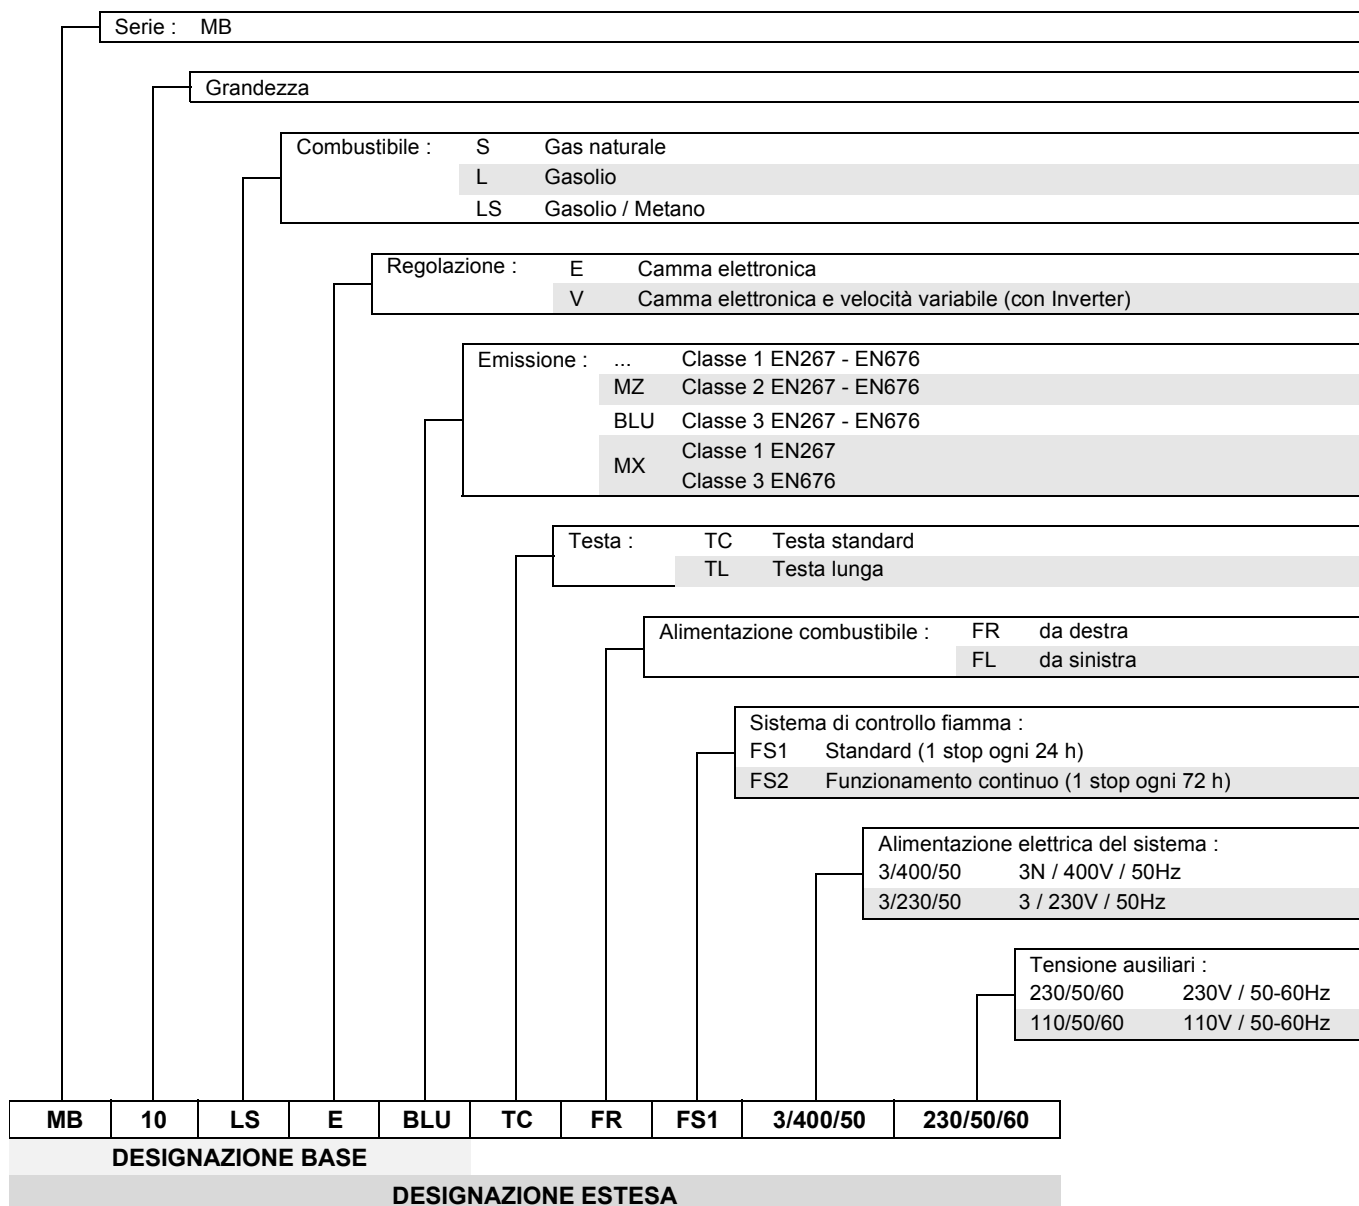 Serie : MB
Grandezza
Combustibile : S Gas naturale
L Gasolio
LS Gasolio / Metano
Regolazione : E Camma elettronica
V Camma elettronica e velocità variabile (con Inverter)
Emissione : ... Classe 1 EN267 - EN676
MZ Classe 2 EN267 - EN676
BLU Classe 3 EN267 - EN676
MX Classe 1 EN267
Classe 3 EN676
Testa : TC Testa standard
TL Testa lunga
Alimentazione combustibile : FR da destra
FL da sinistra
Sistema di controllo fiamma :
FS1 Standard (1 stop ogni 24 h)
FS2 Funzionamento continuo (1 stop ogni 72 h)
Alimentazione elettrica del sistema :
3/400/50 3N / 400V / 50Hz
3/230/50 3 / 230V / 50Hz
Tensione ausiliari :
230/50/60 230V / 50-60Hz
110/50/60 110V / 50-60Hz
MB 10 LS E BLU TC FR FS1 3/400/50 230/50/60
DESIGNAZIONE BASE
DESIGNAZIONE ESTESA